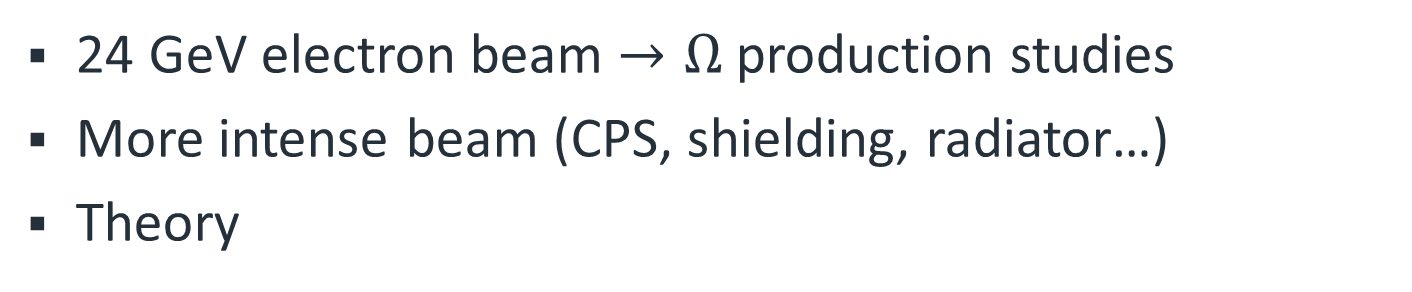 ▪ 24 GeV electron beam → Ω production studies
▪ More intense beam (CPS, shielding, radiator…)
▪ Theory